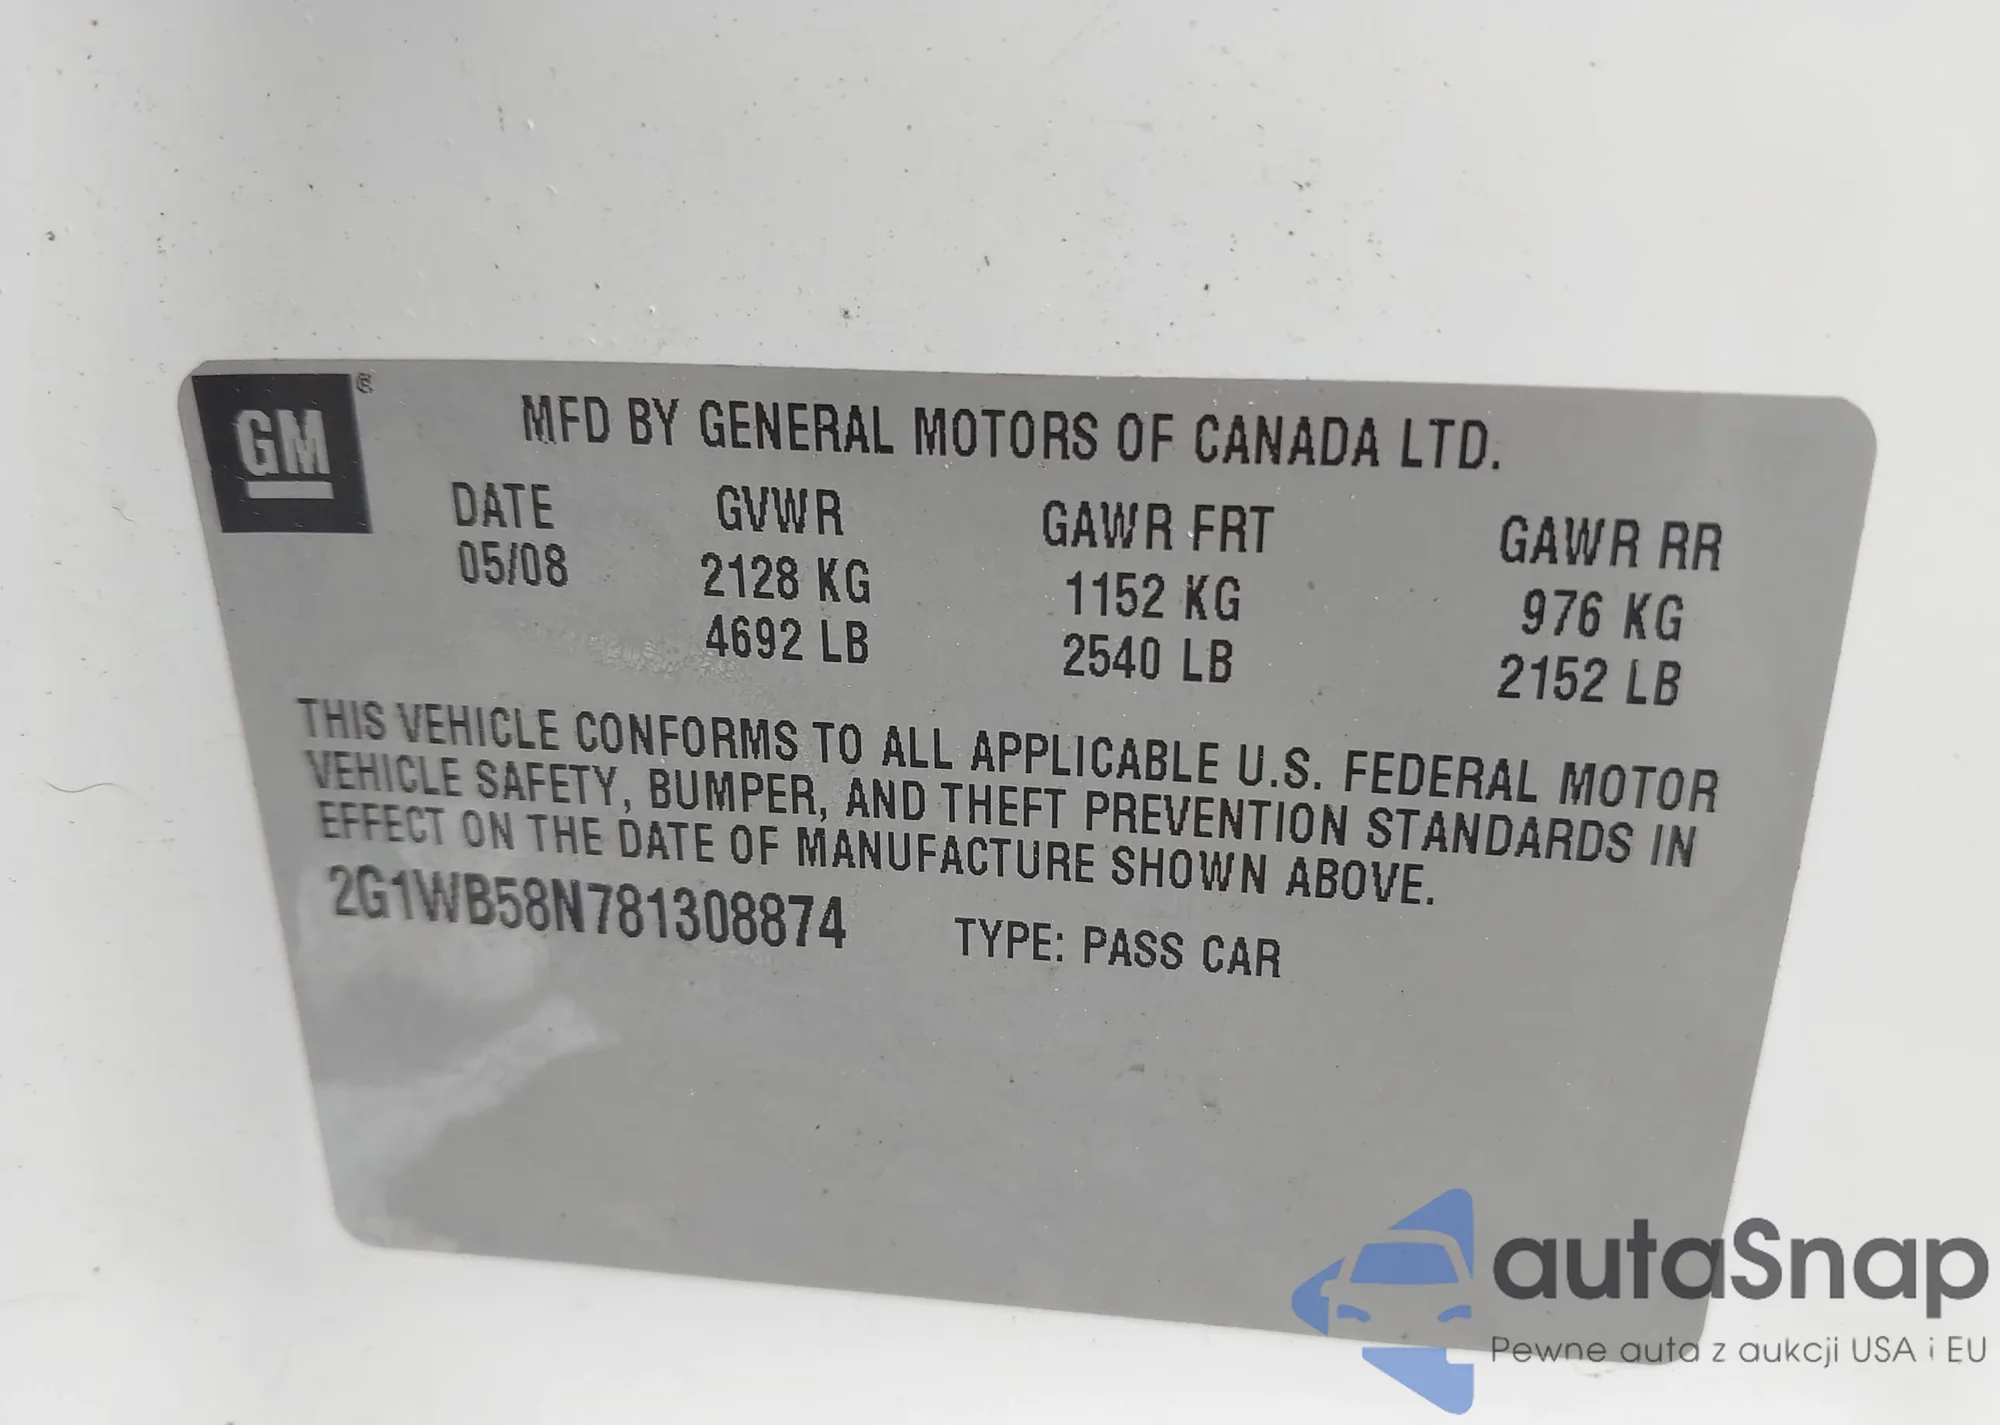 GM ®
MFD BY GENERAL MOTORS OF CANADA LTD.
DATE GVWR GAWR FRT GAWR RR
05/08 2128 KG 1152 KG 976 KG
4692 LB 2540 LB 2152 LB
THIS VEHICLE CONFORMS TO ALL APPLICABLE U.S. FEDERAL MOTOR
VEHICLE SAFETY, BUMPER, AND THEFT PREVENTION STANDARDS IN
EFFECT ON THE DATE OF MANUFACTURE SHOWN ABOVE.
2G1WB58N781308874 TYPE: PASS CAR
autaSnap
Pewne auta z aukcji USA i EU